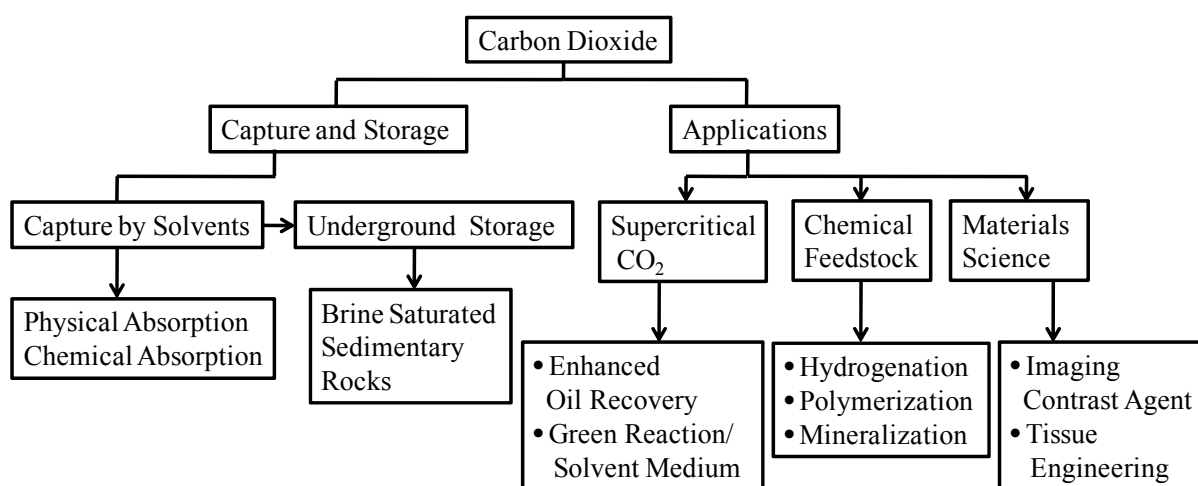 Carbon Dioxide
Capture and Storage
Applications
Capture by Solvents
Underground Storage
Supercritical
CO₂
Chemical
Feedstock
Materials
Science
Physical Absorption
Chemical Absorption
Brine Saturated
Sedimentary
Rocks
• Enhanced
Oil Recovery
• Green Reaction/
Solvent Medium
• Hydrogenation
• Polymerization
• Mineralization
• Imaging
Contrast Agent
• Tissue
Engineering